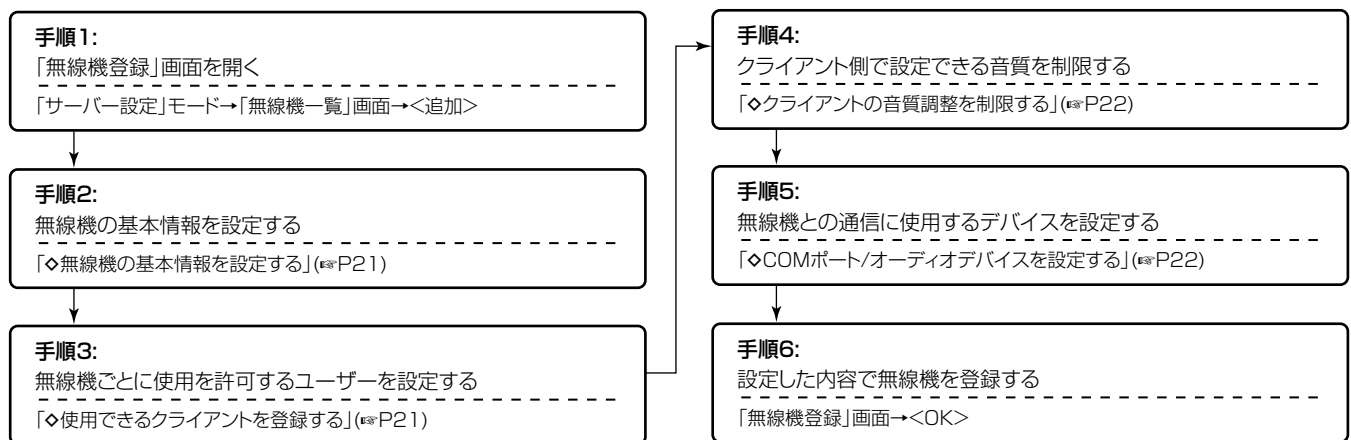 手順1:
「無線機登録」画面を開く
「サーバー設定」モード→「無線機一覧」画面→<追加>
手順2:
無線機の基本情報を設定する
「◇無線機の基本情報を設定する」(☞P21)
手順3:
無線機ごとに使用を許可するユーザーを設定する
「◇使用できるクライアントを登録する」(☞P21)
手順4:
クライアント側で設定できる音質を制限する
「◇クライアントの音質調整を制限する」(☞P22)
手順5:
無線機との通信に使用するデバイスを設定する
「◇COMポート/オーディオデバイスを設定する」(☞P22)
手順6:
設定した内容で無線機を登録する
「無線機登録」画面→<OK>